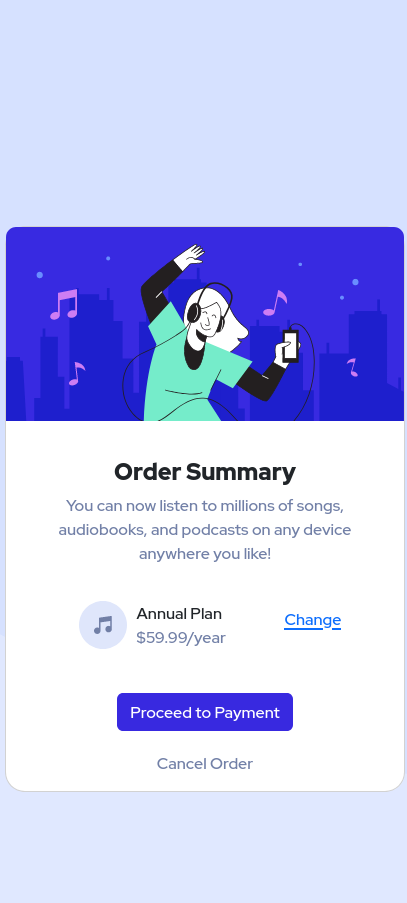 Order Summary
You can now listen to millions of songs,
audiobooks, and podcasts on any device
anywhere you like!
Annual Plan
$59.99/year
Change
Proceed to Payment
Cancel Order